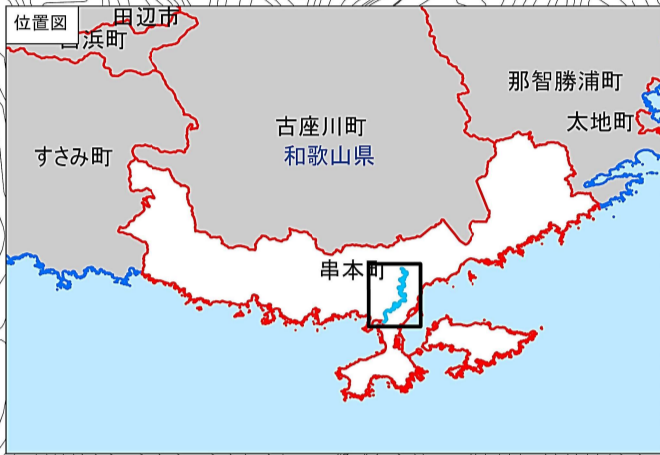 位置図
田辺市
白浜町
那智勝浦町
古座川町
太地町
すさみ町
和歌山県
串本町